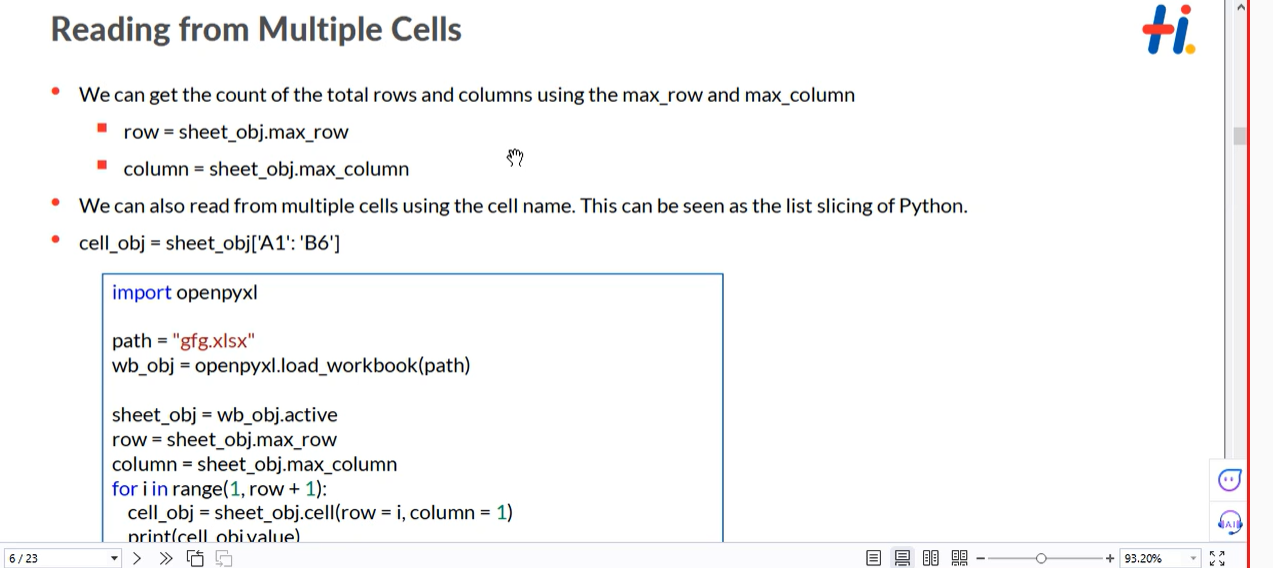 Reading from Multiple Cells
Hi.
We can get the count of the total rows and columns using the max_row and max_column
row = sheet_obj.max_row
column = sheet_obj.max_column
We can also read from multiple cells using the cell name. This can be seen as the list slicing of Python.
cell_obj = sheet_obj['A1': 'B6']
import openpyxl
path = "gfg.xlsx"
wb_obj = openpyxl.load_workbook(path)
sheet_obj = wb_obj.active
row = sheet_obj.max_row
column = sheet_obj.max_column
for i in range(1, row + 1):
cell_obj = sheet_obj.cell(row = i, column = 1)
print(cell_obj.value)
AI
6 / 23
93.20%